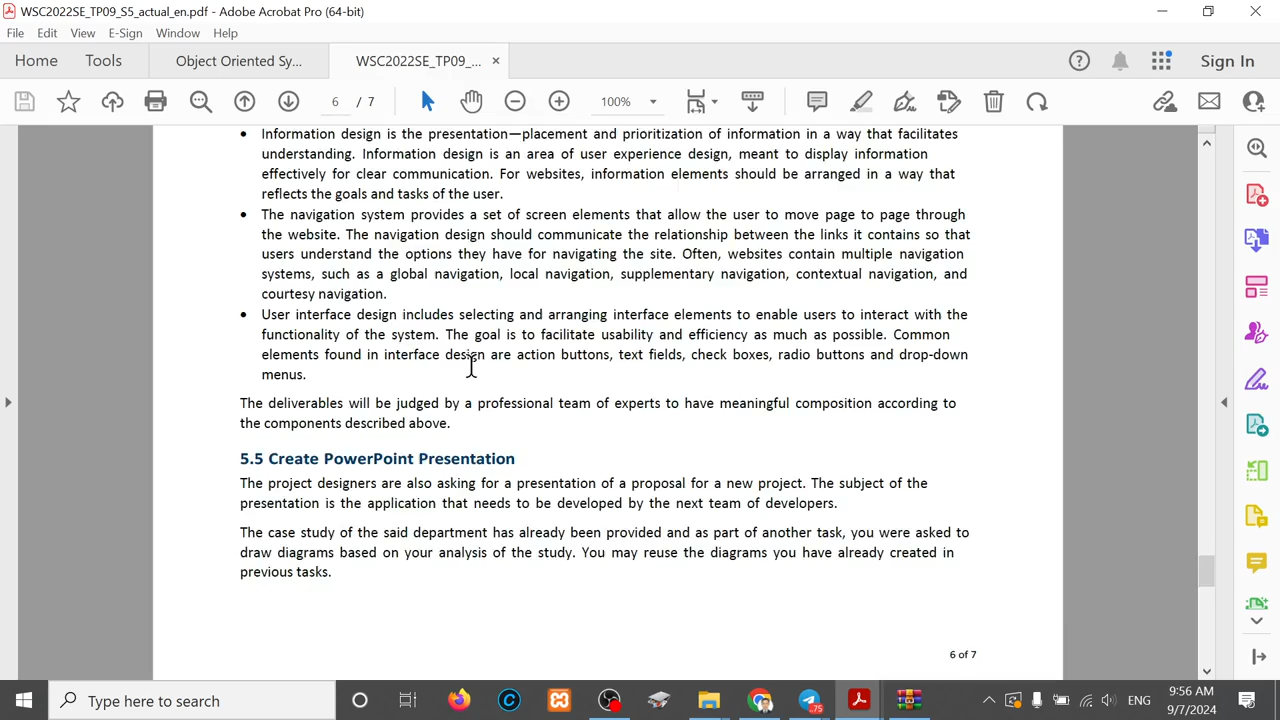 WSC2022SE_TP09_S5_actual_en.pdf - Adobe Acrobat Pro (64-bit)
File Edit View E-Sign Window Help
Home Tools Object Oriented Sy... WSC2022SE_TP09_... × Sign In
6 / 7 100%
• Information design is the presentation—placement and prioritization of information in a way that facilitates
understanding. Information design is an area of user experience design, meant to display information
effectively for clear communication. For websites, information elements should be arranged in a way that
reflects the goals and tasks of the user.
• The navigation system provides a set of screen elements that allow the user to move page to page through
the website. The navigation design should communicate the relationship between the links it contains so that
users understand the options they have for navigating the site. Often, websites contain multiple navigation
systems, such as a global navigation, local navigation, supplementary navigation, contextual navigation, and
courtesy navigation.
• User interface design includes selecting and arranging interface elements to enable users to interact with the
functionality of the system. The goal is to facilitate usability and efficiency as much as possible. Common
elements found in interface design are action buttons, text fields, check boxes, radio buttons and drop-down
menus.
The deliverables will be judged by a professional team of experts to have meaningful composition according to
the components described above.
5.5 Create PowerPoint Presentation
The project designers are also asking for a presentation of a proposal for a new project. The subject of the
presentation is the application that needs to be developed by the next team of developers.
The case study of the said department has already been provided and as part of another task, you were asked to
draw diagrams based on your analysis of the study. You may reuse the diagrams you have already created in
previous tasks.
6 of 7
Type here to search
.75
ENG
9:56 AM
9/7/2024